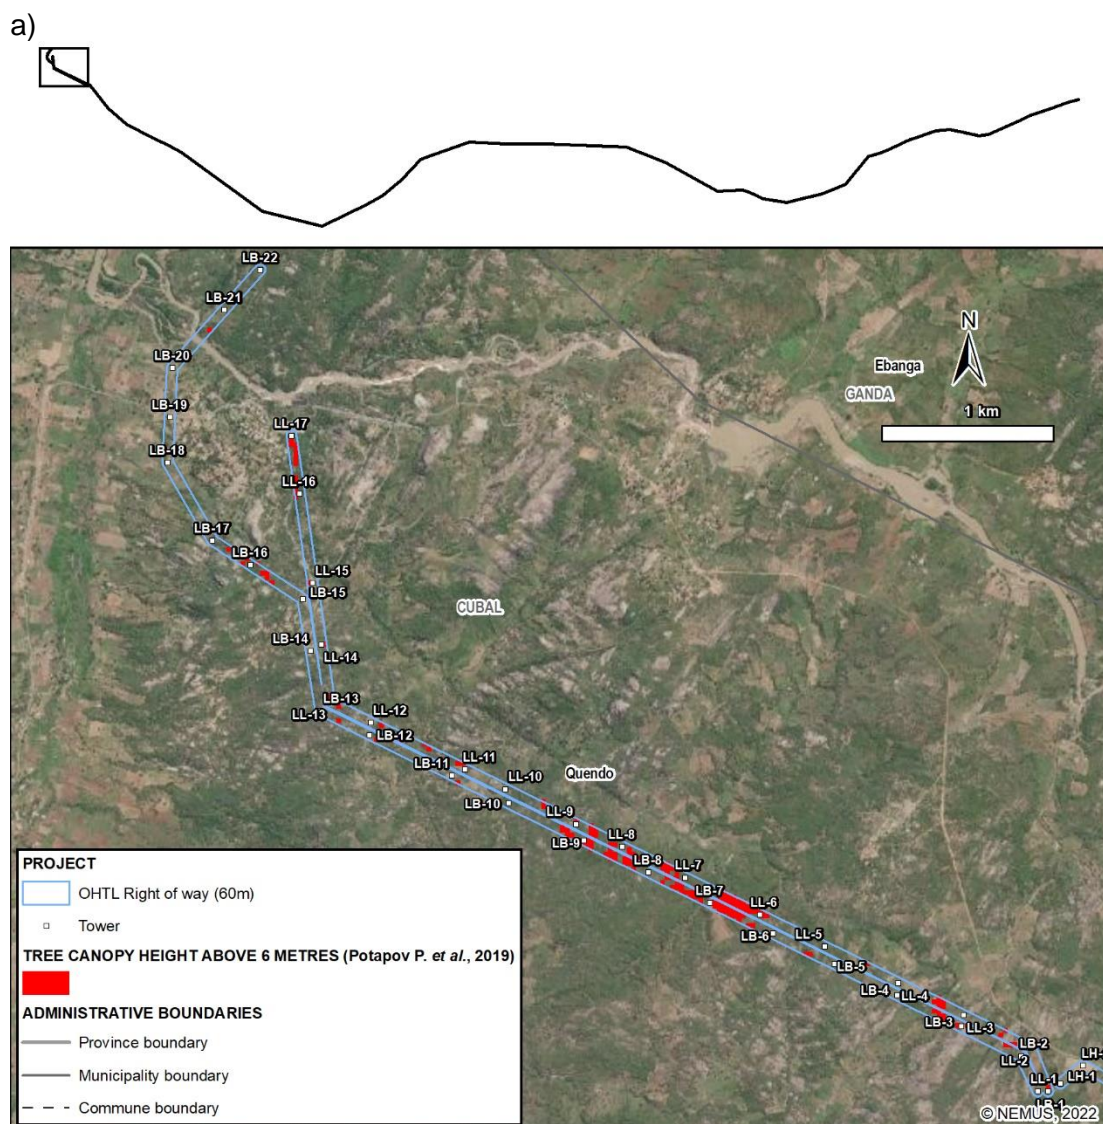 a)
LB-22
LB-21
LB-20
N
Ebanga
GANDA
LB-19
1 km
LL-17
LB-18
LL-16
LB-17
LB-16
LL-15
LB-15
CUBAL
LB-14
LL-14
LB-13
LL-13
LL-12
LB-12
LL-11
LB-11
Quendo
LL-10
LB-10
LL-9
LB-9
LL-8
LB-8
LL-7
LB-7
LL-6
LB-6
LL-5
LB-5
LB-4
LL-4
LB-3
LL-3
LB-2
LL-2
LL-1
LH-1
LB-1
PROJECT
OHTL Right of way (60m)
Tower
TREE CANOPY HEIGHT ABOVE 6 METRES (Potapov P. et al., 2019)
ADMINISTRATIVE BOUNDARIES
Province boundary
Municipality boundary
Commune boundary
© NEMUS, 2022